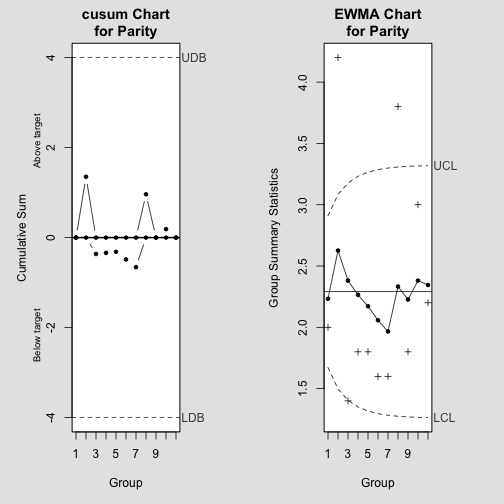 cusum Chart
for Parity
UDB
4
2
0
-2
-4
Above target
Below target
Cumulative Sum
LDB
1 3 5 7 9
Group
EWMA Chart
for Parity
4.0
3.5
3.0
2.5
2.0
1.5
Group Summary Statistics
UCL
LCL
1 3 5 7 9
Group